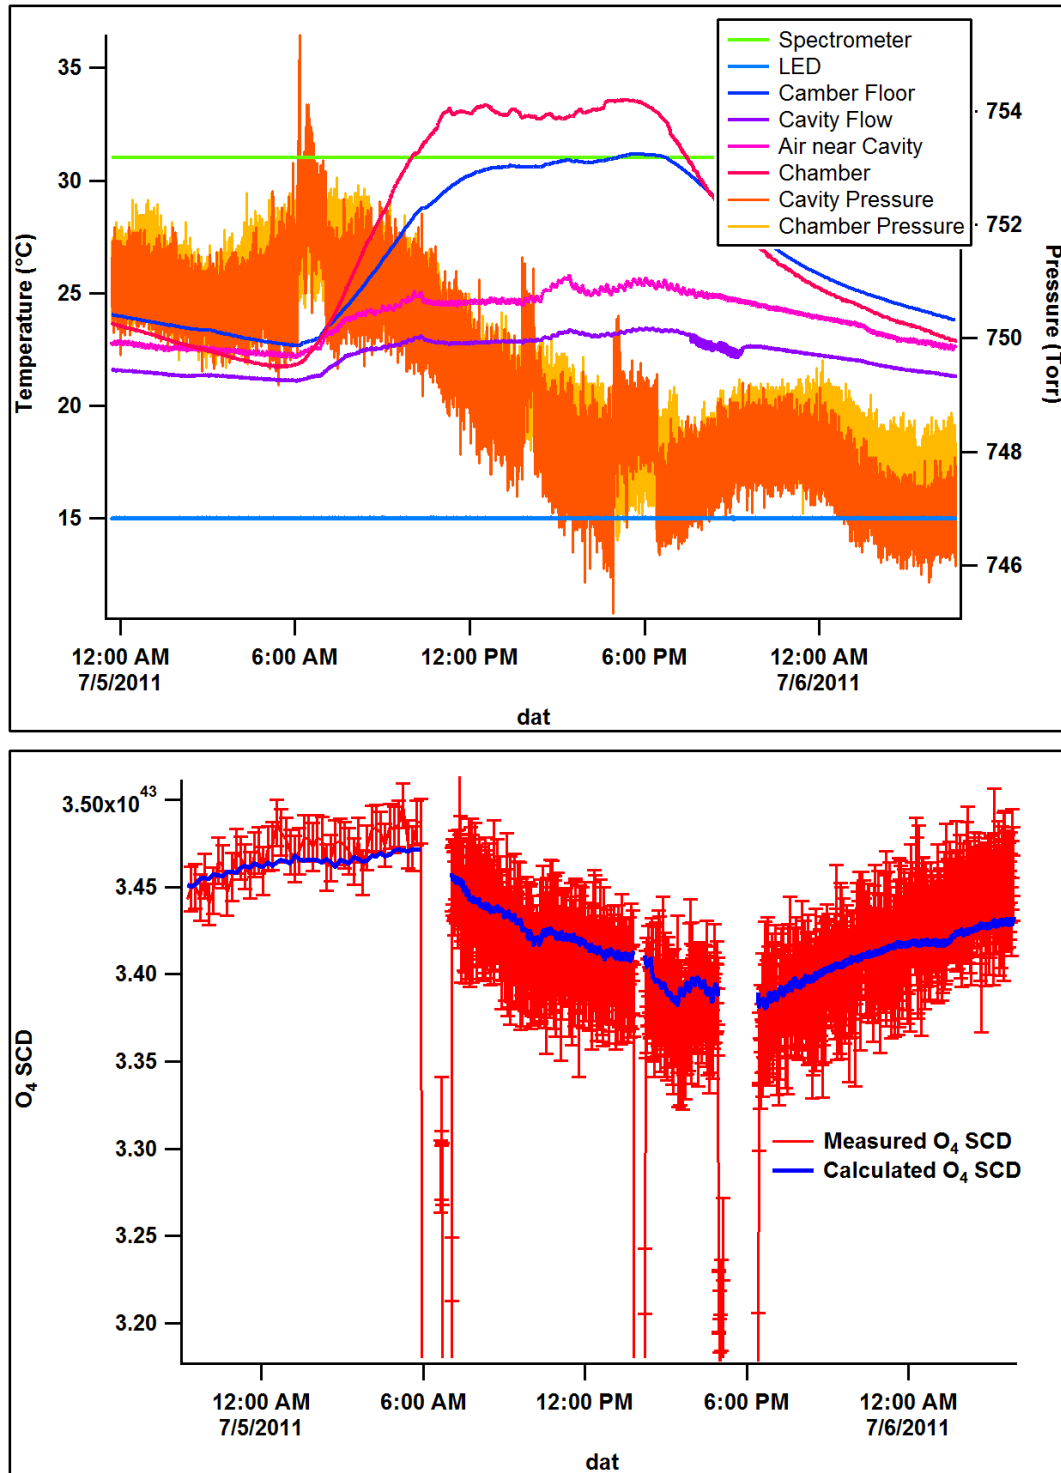 35
30
25
20
15
Temperature (°C)
Spectrometer
LED
Camber Floor
Cavity Flow
Air near Cavity
Chamber
Cavity Pressure
Chamber Pressure
754
752
750
748
746
Pressure (Torr)
12:00 AM
7/5/2011
6:00 AM
12:00 PM
6:00 PM
12:00 AM
7/6/2011
dat
3.50x10⁴³
3.45
3.40
3.35
3.30
3.25
3.20
O₄ SCD
Measured O₄ SCD
Calculated O₄ SCD
12:00 AM
7/5/2011
6:00 AM
12:00 PM
6:00 PM
12:00 AM
7/6/2011
dat